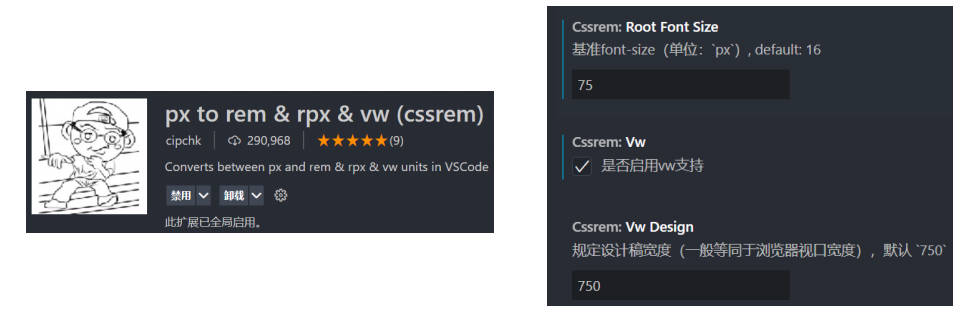 px to rem & rpx & vw (cssrem)
cipchk 290,968 ★★★★★(9)
Converts between px and rem & rpx & vw units in VSCode
禁用 卸载
此扩展已全局启用。
Cssrem: Root Font Size
基准font-size（单位：`px`）, default: 16
75
Cssrem: Vw
是否启用vw支持
Cssrem: Vw Design
规定设计稿宽度（一般等同于浏览器视口宽度），默认 `750`
750